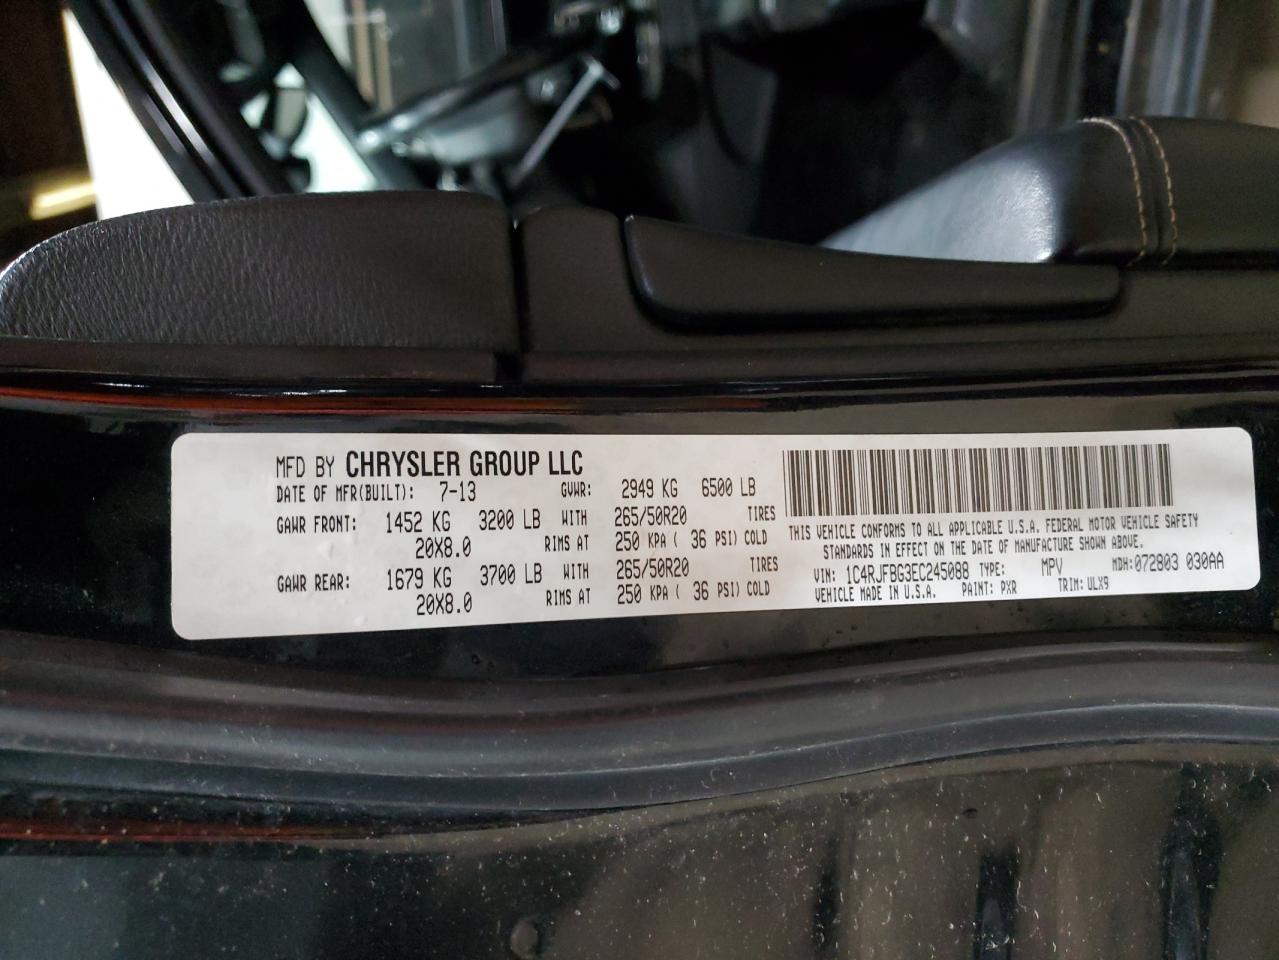 MFD BY CHRYSLER GROUP LLC
DATE OF MFR(BUILT): 7-13 GVWR: 2949 KG 6500 LB
GAWR FRONT: 1452 KG 3200 LB WITH 265/50R20 TIRES
20X8.0 RIMS AT 250 KPA ( 36 PSI) COLD
GAWR REAR: 1679 KG 3700 LB WITH 265/50R20 TIRES
20X8.0 RIMS AT 250 KPA ( 36 PSI) COLD
THIS VEHICLE CONFORMS TO ALL APPLICABLE U.S.A. FEDERAL MOTOR VEHICLE SAFETY
STANDARDS IN EFFECT ON THE DATE OF MANUFACTURE SHOWN ABOVE.
VIN: 1C4RJFBG3EC245088 TYPE: MPV MDH:072803 030AA
VEHICLE MADE IN U.S.A. PAINT: PXR TRIM: ULX9